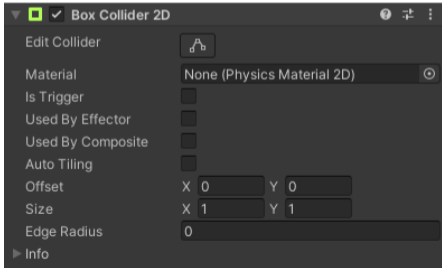 Box Collider 2D
Edit Collider
Material None (Physics Material 2D)
Is Trigger
Used By Effector
Used By Composite
Auto Tiling
Offset X 0 Y 0
Size X 1 Y 1
Edge Radius 0
Info